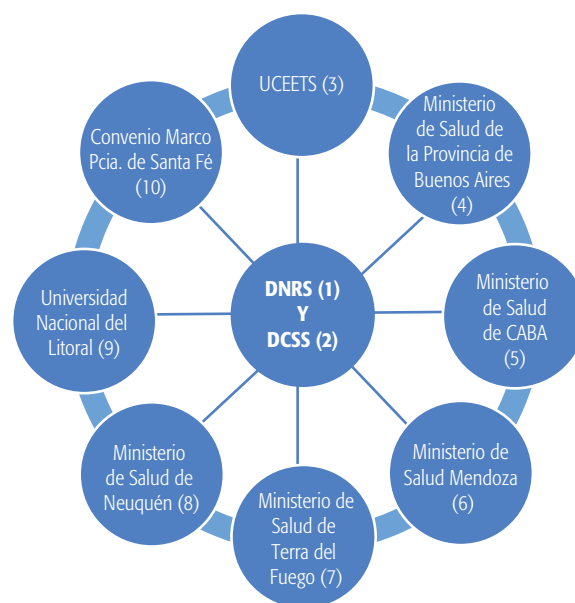 UCEETS (3)
Ministerio
de Salud de
la Provincia de
Buenos Aires
(4)
Ministerio
de Salud
de CABA
(5)
Ministerio de
Salud Mendoza
(6)
Ministerio de
Salud de
Terra del
Fuego (7)
Ministerio
de Salud de
Neuquén (8)
Universidad
Nacional del
Litoral (9)
Convenio Marco
Pcia. de Santa Fé
(10)
DNRS (1)
Y
DCSS (2)